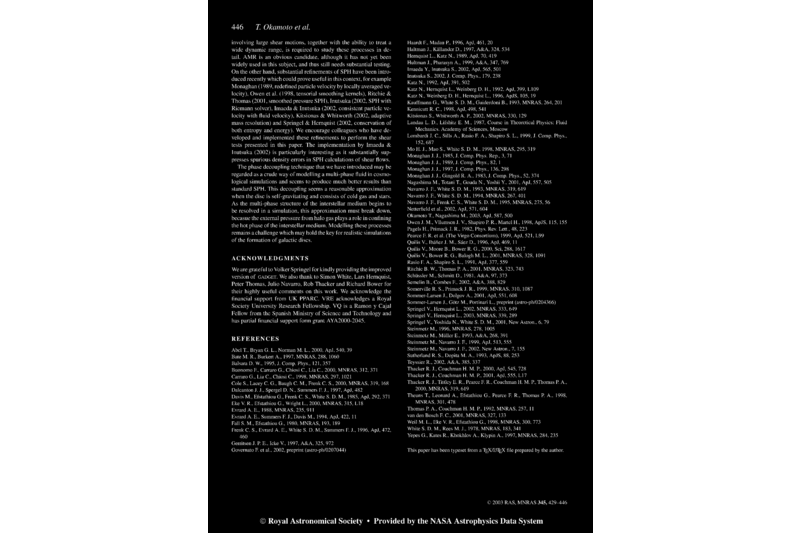 446 T. Okamoto et al.
involving large shear motions, together with the ability to treat a
wide dynamic range, is required to study these processes in de-
tail. AMR is an obvious candidate, although it has not yet been
widely used in this subject, and thus still needs substantial testing.
On the other hand, substantial refinements of SPH have been intro-
duced recently which could prove useful in this context, for example
Monaghan (1989, redefined particle velocity by locally averaged ve-
locity), Owen et al. (1998, tensorial smoothing kernels), Ritchie &
Thomas (2001, smoothed pressure SPH), Inutsuka (2002, SPH with
Riemann solver), Imaeda & Inutsuka (2002, consistent particle ve-
locity with fluid velocity), Kitsionas & Whitworth (2002, adaptive
mass resolution) and Springel & Hernquist (2002, conservation of
both entropy and energy). We encourage colleagues who have de-
veloped and implemented these refinements to perform the shear
tests presented in this paper. The implementation by Imaeda &
Inutsuka (2002) is particularly interesting as it substantially sup-
presses spurious density errors in SPH calculations of shear flows.
The phase decoupling technique that we have introduced may be
regarded as a crude way of modelling a multi-phase fluid in cosmo-
logical simulations and seems to produce much better results than
standard SPH. This decoupling seems a reasonable approximation
when the disc is self-gravitating and consists of cold gas and stars.
As the multi-phase structure of the interstellar medium begins to
be resolved in a simulation, this approximation must break down,
because the external pressure from halo gas plays a role in confining
the hot phase of the interstellar medium. Modelling these processes
remains a challenge which may hold the key for realistic simulations
of the formation of galactic discs.
ACKNOWLEDGMENTS
We are grateful to Volker Springel for kindly providing the improved
version of GADGET. We also thank to Simon White, Lars Hernquist,
Peter Thomas, Julio Navarro, Rob Thacker and Richard Bower for
their highly useful comments on this work. We acknowledge the
financial support from UK PPARC. VRE acknowledges a Royal
Society University Research Fellowship. VQ is a Ramon y Cajal
Fellow from the Spanish Ministry of Science and Technology and
has partial financial support form grant AYA2000-2045.
REFERENCES
Abel T., Bryan G. L., Norman M. L., 2000, ApJ, 540, 39
Bate M. R., Burkert A., 1997, MNRAS, 288, 1060
Balsara D. W., 1995, J. Comp. Phys., 121, 357
Buonomo F., Carraro G., Chiosi C., Lia C., 2000, MNRAS, 312, 371
Carraro G., Lia C., Chiosi C., 1998, MNRAS, 297, 1021
Cole S., Lacey C. G., Baugh C. M., Frenk C. S., 2000, MNRAS, 319, 168
Dalcanton J. J., Spergel D. N., Summers F. J., 1997, ApJ, 482
Davis M., Efstathiou G., Frenk C. S., White S. D. M., 1985, ApJ, 292, 371
Eke V. R., Efstathiou G., Wright L., 2000, MNRAS, 315, L18
Evrard A. E., 1988, MNRAS, 235, 911
Evrard A. E., Summers F. J., Davis M., 1994, ApJ, 422, 11
Fall S. M., Efstathiou G., 1980, MNRAS, 193, 189
Frenk C. S., Evrard A. E., White S. D. M., Summers F. J., 1996, ApJ, 472,
460
Gerritsen J. P. E., Icke V., 1997, A&A, 325, 972
Governato F. et al., 2002, preprint (astro-ph/0207044)
Haardt F., Madau P., 1996, ApJ, 461, 20
Hultman J., Källander D., 1997, A&A, 324, 534
Hernquist L., Katz N., 1989, ApJ, 70, 419
Hultman J., Pharasyn A., 1999, A&A, 347, 769
Imaeda Y., Inutsuka S., 2002, ApJ, 565, 501
Inutsuka S., 2002, J. Comp. Phys., 179, 238
Katz N., 1992, ApJ, 391, 502
Katz N., Hernquist L., Weinberg D. H., 1992, ApJ, 399, L109
Katz N., Weinberg D. H., Hernquist L., 1996, ApJS, 105, 19
Kauffmann G., White S. D. M., Guiderdoni B., 1993, MNRAS, 264, 201
Kennicutt R. C., 1998, ApJ, 498, 541
Kitsionas S., Whitworth A. P., 2002, MNRAS, 330, 129
Landau L. D., Lifshitz E. M., 1987, Course in Theoretical Physics: Fluid
Mechanics. Academy of Sciences, Moscow
Lombardi J. C., Sills A., Rasio F. A., Shapiro S. L., 1999, J. Comp. Phys.,
152, 687
Mo H. J., Mao S., White S. D. M., 1998, MNRAS, 295, 319
Monaghan J. J., 1985, J. Comp. Phys. Rep., 3, 71
Monaghan J. J., 1989, J. Comp. Phys., 82, 1
Monaghan J. J., 1997, J. Comp. Phys., 136, 298
Monaghan J. J., Gingold R. A., 1983, J. Comp. Phys., 52, 374
Nagashima M., Totani T., Gouda N., Yoshii Y., 2001, ApJ, 557, 505
Navarro J. F., White S. D. M., 1993, MNRAS, 265, 271
Navarro J. F., White S. D. M., 1994, MNRAS, 267, 401
Navarro J. F., Frenk C. S., White S. D. M., 1995, MNRAS, 275, 56
Netterfield et al., 2002, ApJ, 571, 604
Okamoto T., Nagashima M., 2003, ApJ, 587, 500
Owen J. M., Villumsen J. V., Shapiro P. R., Martel H., 1998, ApJS, 115, 155
Pagels H., Primack J. R., 1982, Phys. Rev. Lett., 48, 223
Pearce F. R. et al. (The Virgo Consortium), 1999, ApJ, 521, L99
Quilis V., Ibáñez J. M., Sáez D., 1996, ApJ, 469, 11
Quilis V., Moore B., Bower R. G., 2000, Sci, 288, 1617
Quilis V., Bower R. G., Balogh M. L., 2001, MNRAS, 328, 1091
Rasio F. A., Shapiro S. L., 1991, ApJ, 377, 559
Ritchie B. W., Thomas P. A., 2001, MNRAS, 323, 743
Schüssler M., Schmitt D., 1981, A&A, 97, 373
Semelin B., Combes F., 2002, A&A, 388, 829
Somerville R. S., Primack J. R., 1999, MNRAS, 310, 1087
Sommer-Larsen J., Dolgov A., 2001, ApJ, 551, 608
Sommer-Larsen J., Götz M., Portinari L., preprint (astro-ph/0204366)
Springel V., Hernquist L., 2002, MNRAS, 333, 649
Springel V., Hernquist L., 2003, MNRAS, 339, 289
Springel V., Yoshida N., White S. D. M., 2001, New Astron., 6, 79
Steinmetz M., 1996, MNRAS, 278, 1005
Steinmetz M., Müller E., 1993, A&A, 268, 391
Steinmetz M., Navarro J. F., 1999, ApJ, 513, 555
Steinmetz M., Navarro J. F., 2002, New Astron., 7, 155
Sutherland R. S., Dopita M. A., 1993, ApJS, 88, 253
Teyssier R., 2002, A&A, 385, 337
Thacker R. J., Couchman H. M. P., 2000, ApJ, 545, 728
Thacker R. J., Couchman H. M. P., 2001, ApJ, 555, L17
Thacker R. J., Tittley E. R., Pearce F. R., Couchman H. M. P., Thomas P. A.,
2000, MNRAS, 319, 619
Theuns T., Leonard A., Efstathiou G., Pearce F. R., Thomas P. A., 1998,
MNRAS, 301, 478
Thomas P. A., Couchman H. M. P., 1992, MNRAS, 257, 11
van den Bosch F. C., 2001, MNRAS, 327, 173
Weil M. L., Eke V. R., Efstathiou G., 1998, MNRAS, 300, 773
White S. D. M., Rees M. J., 1978, MNRAS, 183, 341
Yepes G., Kates R., Khokhlov A., Klypin A., 1997, MNRAS, 284, 235
This paper has been typeset from a TEX/LATEX file prepared by the author.
© 2003 RAS, MNRAS 345, 429–446
© Royal Astronomical Society • Provided by the NASA Astrophysics Data System